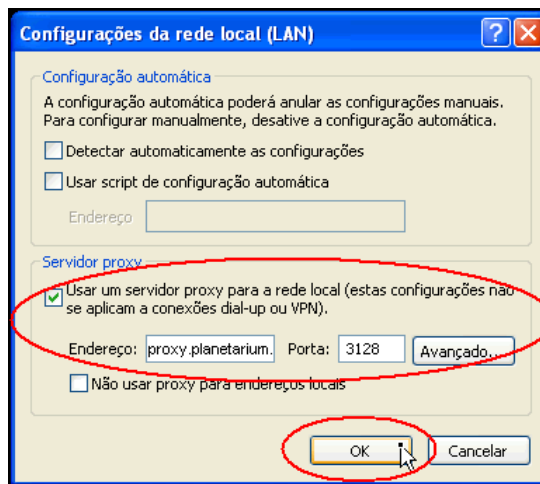 Configurações da rede local (LAN)
Configuração automática
A configuração automática poderá anular as configurações manuais.
Para configurar manualmente, desative a configuração automática.
Detectar automaticamente as configurações
Usar script de configuração automática
Endereço
Servidor proxy
Usar um servidor proxy para a rede local (estas configurações não
se aplicam a conexões dial-up ou VPN).
Endereço: proxy.planetarium. Porta: 3128 Avançado...
Não usar proxy para endereços locais
OK Cancelar